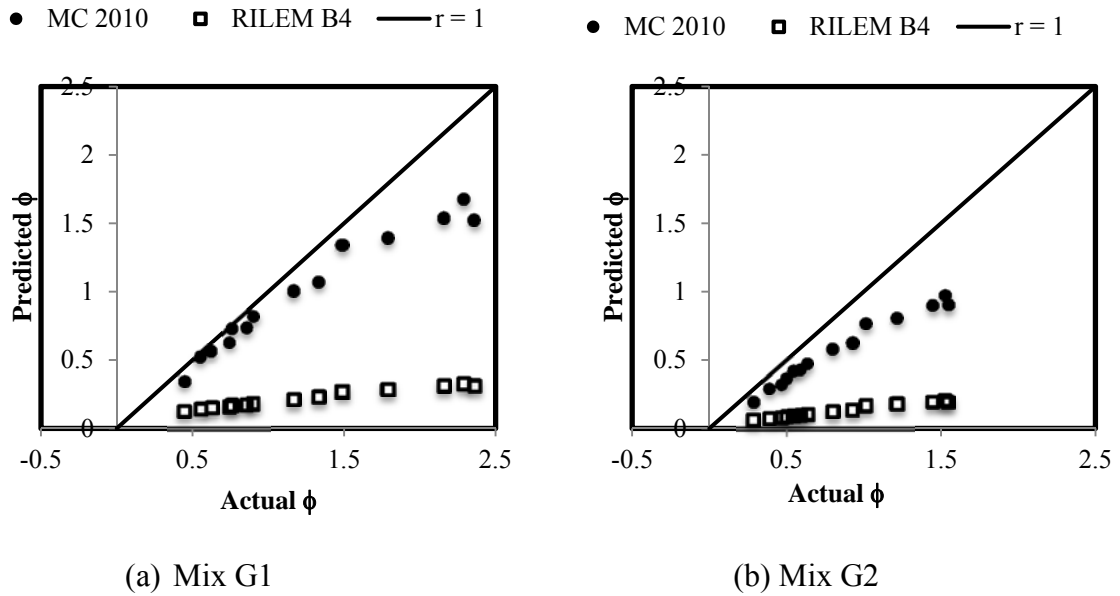 MC 2010 RILEM B4 r = 1
2.5
2
1.5
1
0.5
0
-0.5 0.5 1.5 2.5
Predicted ϕ
Actual ϕ
(a) Mix G1
MC 2010 RILEM B4 r = 1
2.5
2
1.5
1
0.5
0
-0.5 0.5 1.5 2.5
Predicted ϕ
Actual ϕ
(b) Mix G2